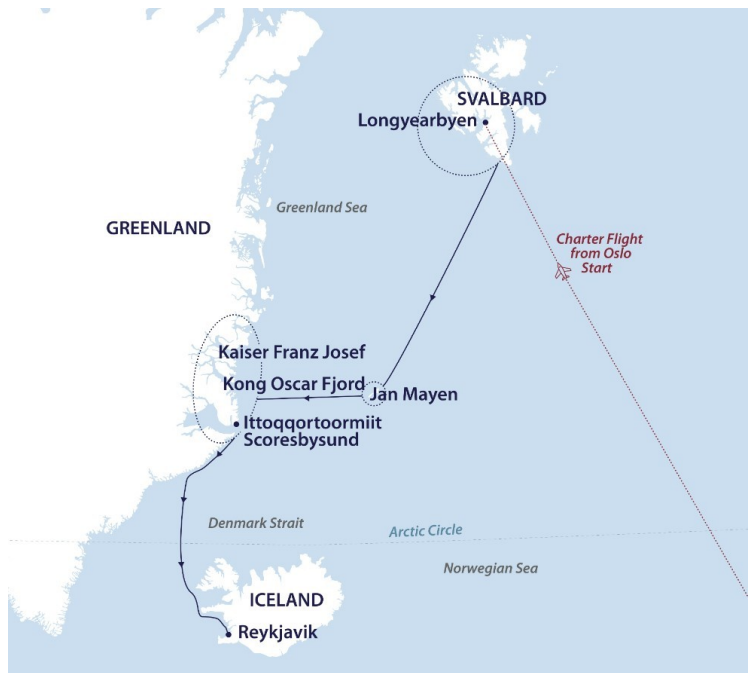 SVALBARD
Longyearbyen
Greenland Sea
GREENLAND
Charter Flight
from Oslo
Start
Kaiser Franz Josef
Kong Oscar Fjord
Jan Mayen
Ittoqqortoormiit
Scoresbysund
Denmark Strait
Arctic Circle
Norwegian Sea
ICELAND
Reykjavik